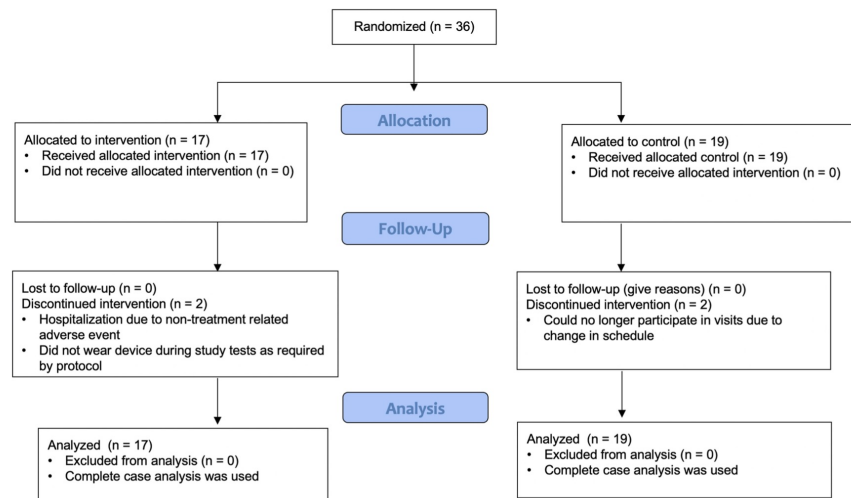 Randomized (n = 36)
Allocation
Allocated to intervention (n = 17)
• Received allocated intervention (n = 17)
• Did not receive allocated intervention (n = 0)
Allocated to control (n = 19)
• Received allocated control (n = 19)
• Did not receive allocated intervention (n = 0)
Follow-Up
Lost to follow-up (n = 0)
Discontinued intervention (n = 2)
• Hospitalization due to non-treatment related
adverse event
• Did not wear device during study tests as required
by protocol
Lost to follow-up (give reasons) (n = 0)
Discontinued intervention (n = 2)
• Could no longer participate in visits due to
change in schedule
Analysis
Analyzed (n = 17)
• Excluded from analysis (n = 0)
• Complete case analysis was used
Analyzed (n = 19)
• Excluded from analysis (n = 0)
• Complete case analysis was used